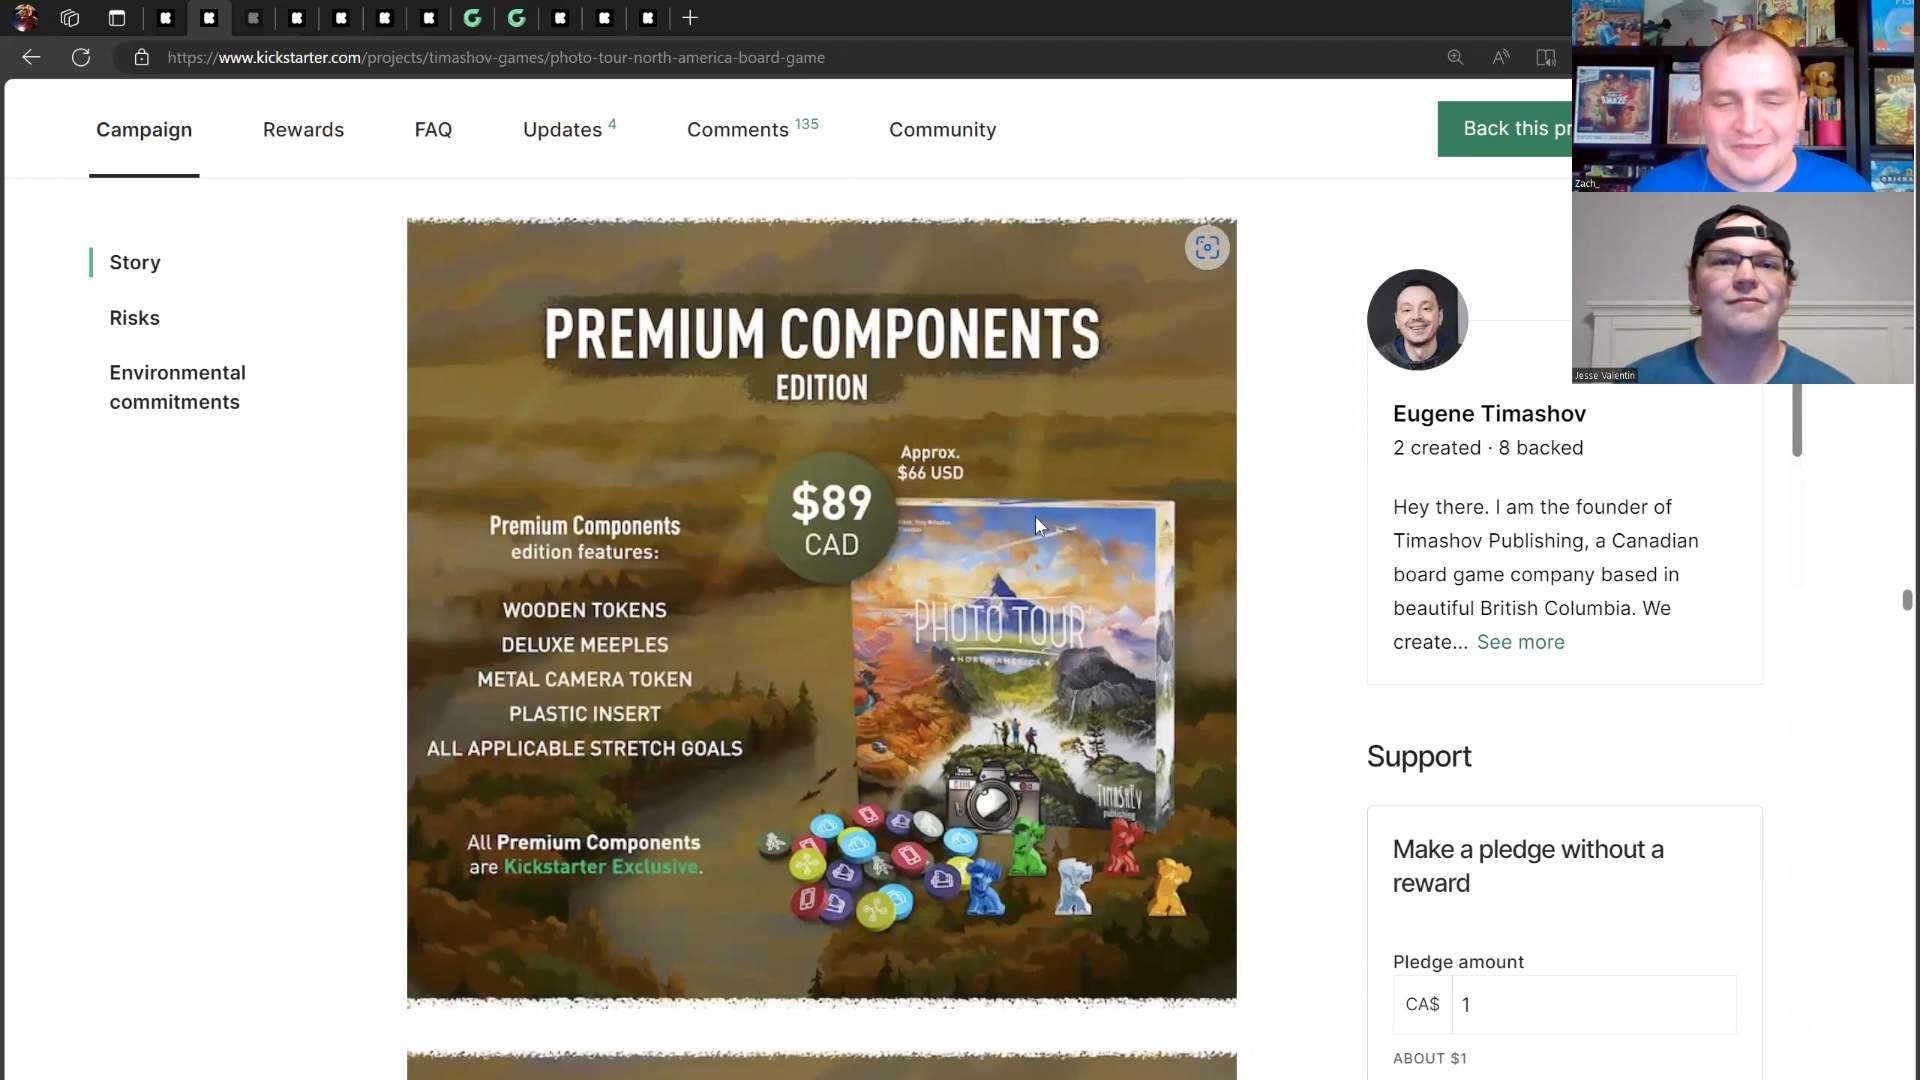 https://www.kickstarter.com/projects/timashov-games/photo-tour-north-america-board-game
Campaign
Rewards
FAQ
Updates 4
Comments 135
Community
Back this pr
Zach_
Jesse Valentin
Story
Risks
Environmental
commitments
PREMIUM COMPONENTS
EDITION
Approx.
$66 USD
$89
CAD
Premium Components
edition features:
WOODEN TOKENS
DELUXE MEEPLES
METAL CAMERA TOKEN
PLASTIC INSERT
ALL APPLICABLE STRETCH GOALS
All Premium Components
are Kickstarter Exclusive.
PHOTO TOUR
NORTH AMERICA
TIMASHEV
publishing
Eugene Timashov
2 created · 8 backed
Hey there. I am the founder of
Timashov Publishing, a Canadian
board game company based in
beautiful British Columbia. We
create... See more
Support
Make a pledge without a
reward
Pledge amount
CA$
1
ABOUT $1